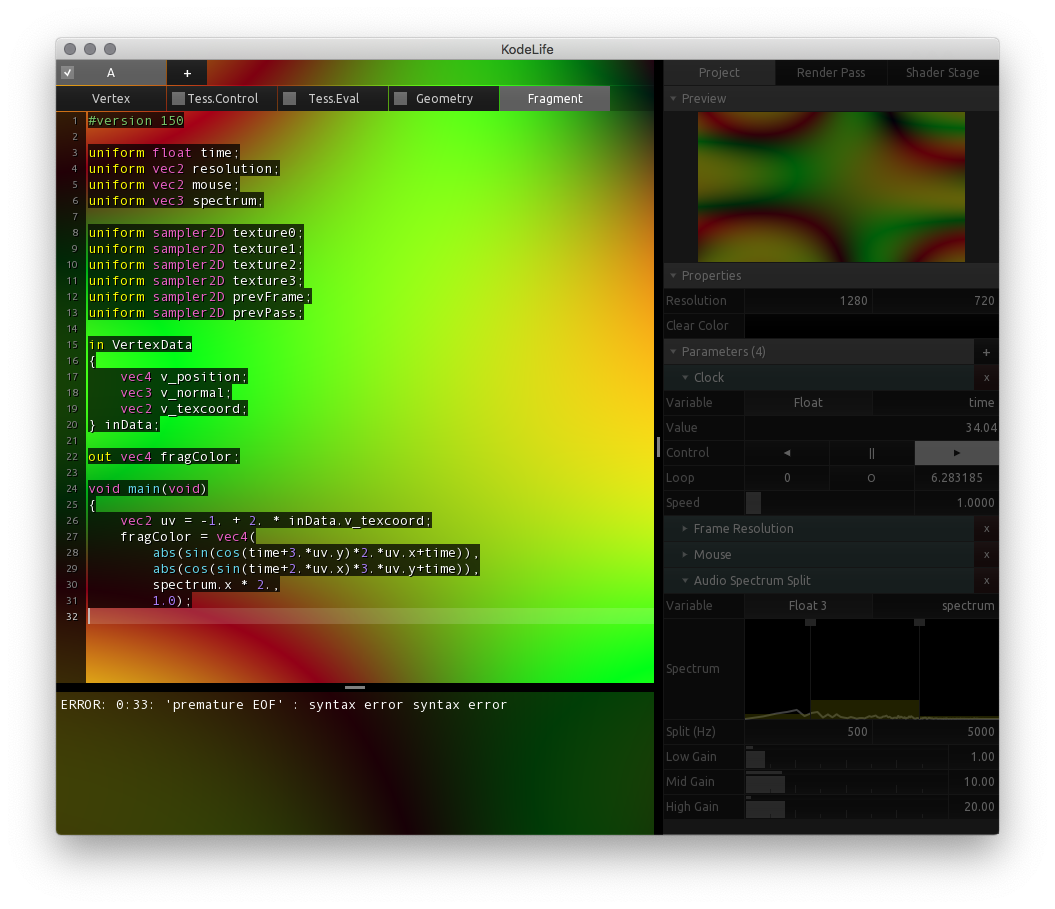 KodeLife
A +
Project Render Pass Shader Stage
Vertex Tess.Control Tess.Eval Geometry Fragment
Preview
1 #version 150
2
3 uniform float time;
4 uniform vec2 resolution;
5 uniform vec2 mouse;
6 uniform vec3 spectrum;
7
8 uniform sampler2D texture0;
9 uniform sampler2D texture1;
10 uniform sampler2D texture2;
11 uniform sampler2D texture3;
12 uniform sampler2D prevFrame;
13 uniform sampler2D prevPass;
14
15 in VertexData
16 {
17 vec4 v_position;
18 vec3 v_normal;
19 vec2 v_texcoord;
20 } inData;
21
22 out vec4 fragColor;
23
24 void main(void)
25 {
26 vec2 uv = -1. + 2. * inData.v_texcoord;
27 fragColor = vec4(
28 abs(sin(cos(time+3.*uv.y)*2.*uv.x+time)),
29 abs(cos(sin(time+2.*uv.x)*3.*uv.y+time)),
30 spectrum.x * 2.,
31 1.0);
32
ERROR: 0:33: 'premature EOF' : syntax error syntax error
Properties
Resolution 1280 720
Clear Color
Parameters (4) +
Clock x
Variable Float time
Value 34.04
Control ◄ || ►
Loop 0 O 6.283185
Speed 1.0000
Frame Resolution x
Mouse x
Audio Spectrum Split x
Variable Float 3 spectrum
Spectrum
Split (Hz) 500 5000
Low Gain 1.00
Mid Gain 10.00
High Gain 20.00